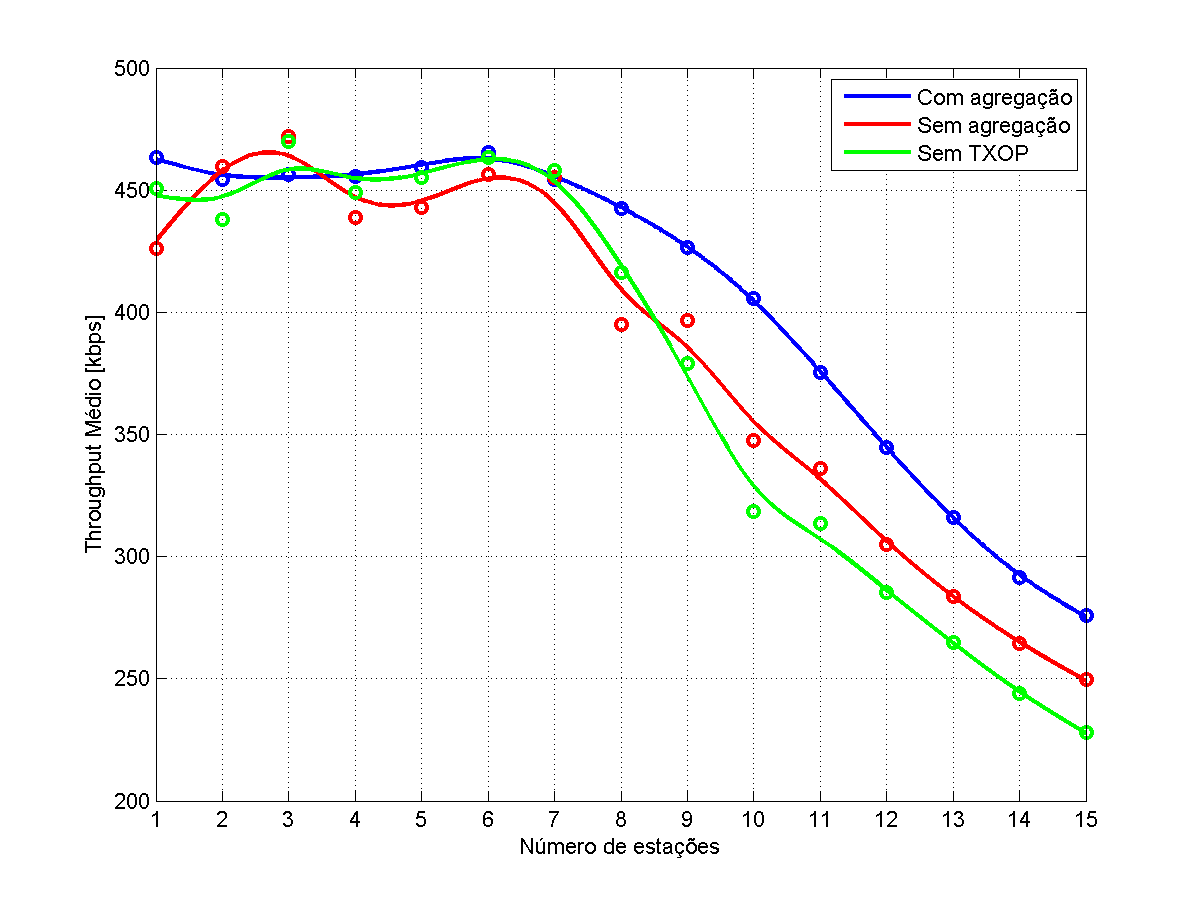 500
450
400
350
300
250
200
Throughput Médio [kbps]
Com agregação
Sem agregação
Sem TXOP
1 2 3 4 5 6 7 8 9 10 11 12 13 14 15
Número de estações